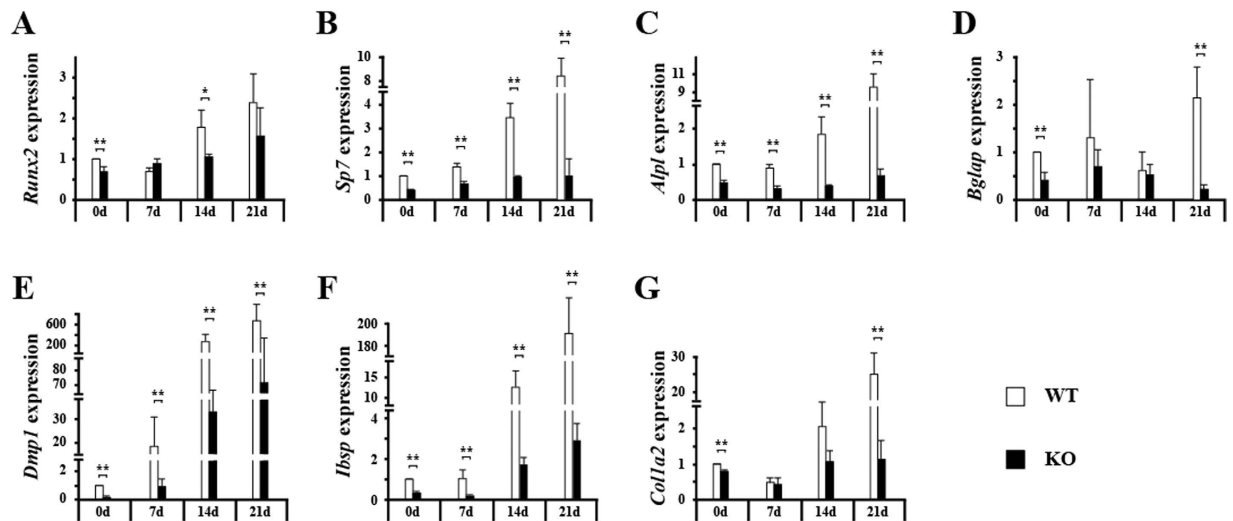 A
Runx2 expression
3
2
1
0
**
*
0d 7d 14d 21d
B
Sp7 expression
10
8
6
4
3
2
1
0
**
**
**
**
0d 7d 14d 21d
C
Alpl expression
11
9
2
1
0
**
**
**
**
0d 7d 14d 21d
D
Bglap expression
3
2
1
0
**
**
0d 7d 14d 21d
E
Dmp1 expression
600
200
80
70
30
20
2
1
0
**
**
**
**
0d 7d 14d 21d
F
Ibsp expression
200
180
15
10
4
2
0
**
**
**
**
0d 7d 14d 21d
G
Col1a2 expression
30
20
2
1
0
**
**
0d 7d 14d 21d
WT
KO